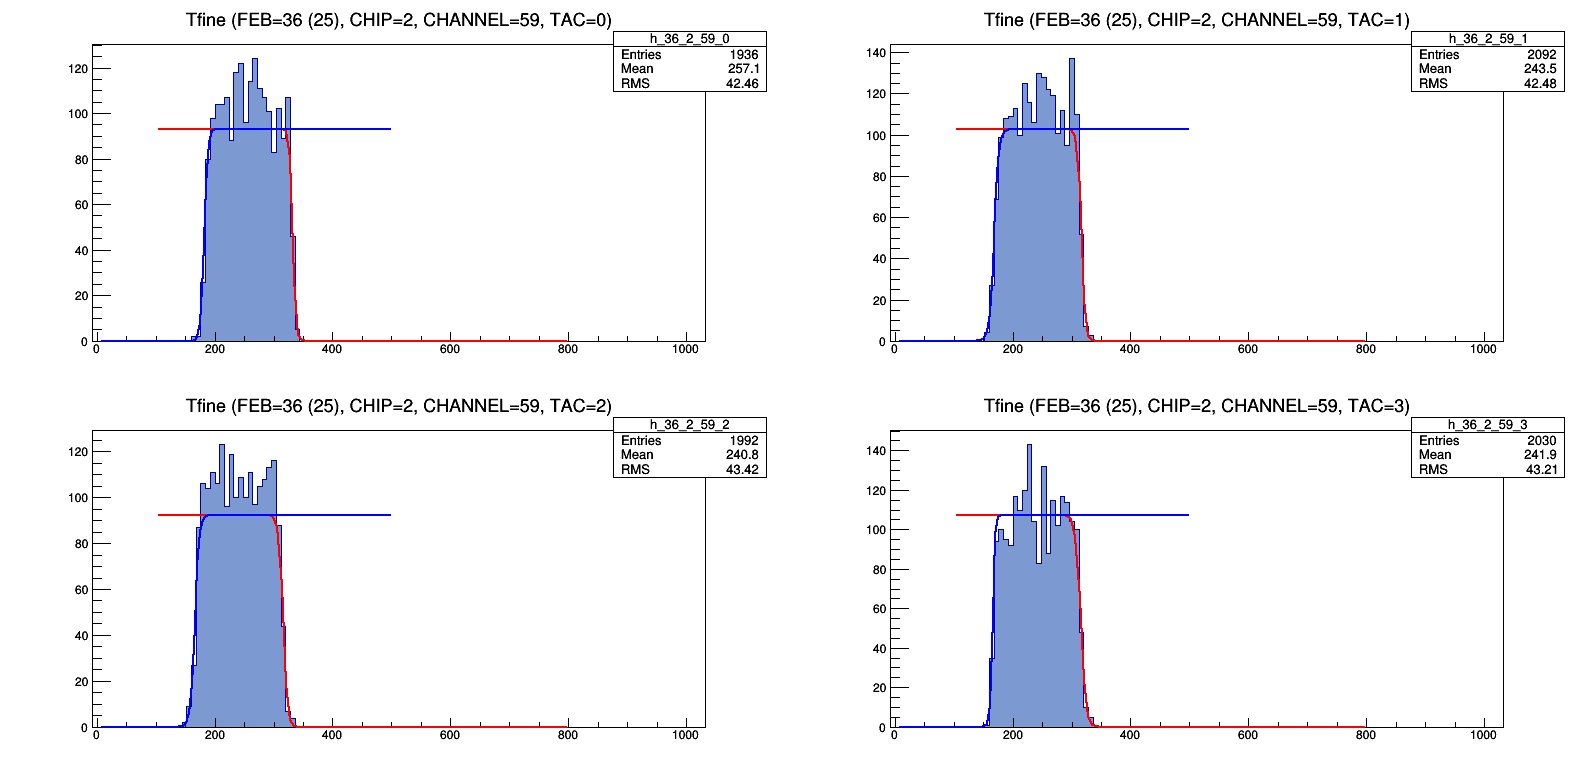 Tfine (FEB=36 (25), CHIP=2, CHANNEL=59, TAC=0)
h_36_2_59_0
Entries 1936
Mean 257.1
RMS 42.46
120
100
80
60
40
20
0
0 200 400 600 800 1000
Tfine (FEB=36 (25), CHIP=2, CHANNEL=59, TAC=1)
h_36_2_59_1
Entries 2092
Mean 243.5
RMS 42.48
140
120
100
80
60
40
20
0
0 200 400 600 800 1000
Tfine (FEB=36 (25), CHIP=2, CHANNEL=59, TAC=2)
h_36_2_59_2
Entries 1992
Mean 240.8
RMS 43.42
120
100
80
60
40
20
0
0 200 400 600 800 1000
Tfine (FEB=36 (25), CHIP=2, CHANNEL=59, TAC=3)
h_36_2_59_3
Entries 2030
Mean 241.9
RMS 43.21
140
120
100
80
60
40
20
0
0 200 400 600 800 1000